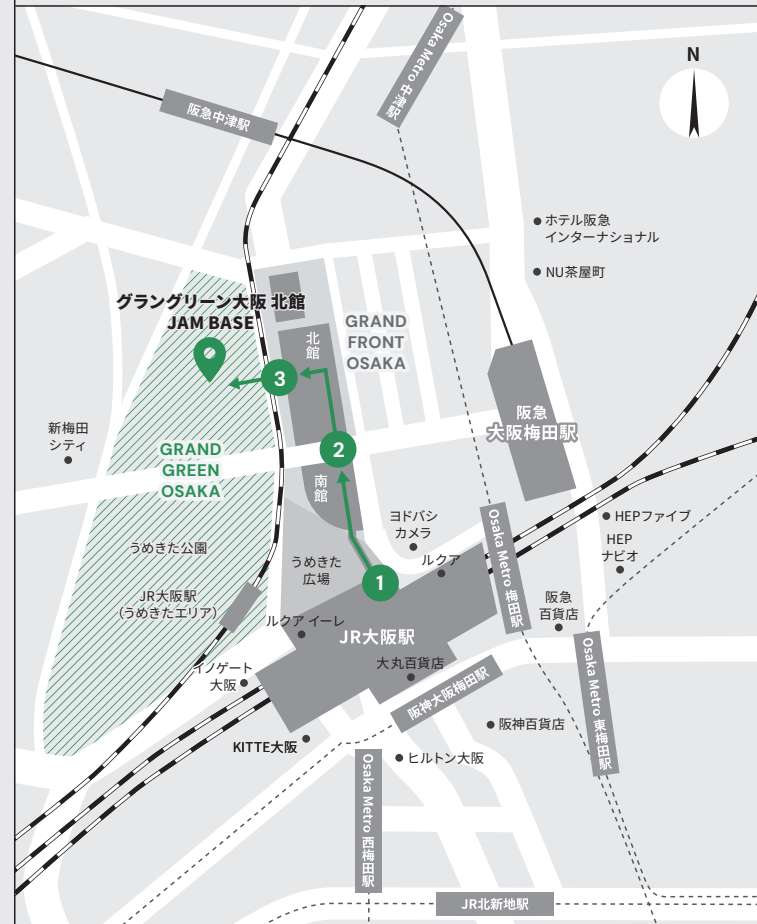 Osaka Metro 中津駅
N
阪急中津駅
ホテル阪急
インターナショナル
NU茶屋町
グラングリーン大阪 北館
JAM BASE
北館
GRAND
FRONT
OSAKA
3
阪急
大阪梅田駅
新梅田
シティ
2
GRAND
GREEN
OSAKA
南館
ヨドバシ
カメラ
HEPファイブ
HEP
ナビオ
うめきた公園
うめきた
広場
ルクア
1
Osaka Metro 梅田駅
JR大阪駅
(うめきたエリア)
阪急
百貨店
ルクア イーレ
JR大阪駅
大丸百貨店
イノゲート
大阪
阪神大阪梅田駅
Osaka Metro 東梅田駅
阪神百貨店
KITTE大阪
ヒルトン大阪
Osaka Metro 西梅田駅
JR北新地駅